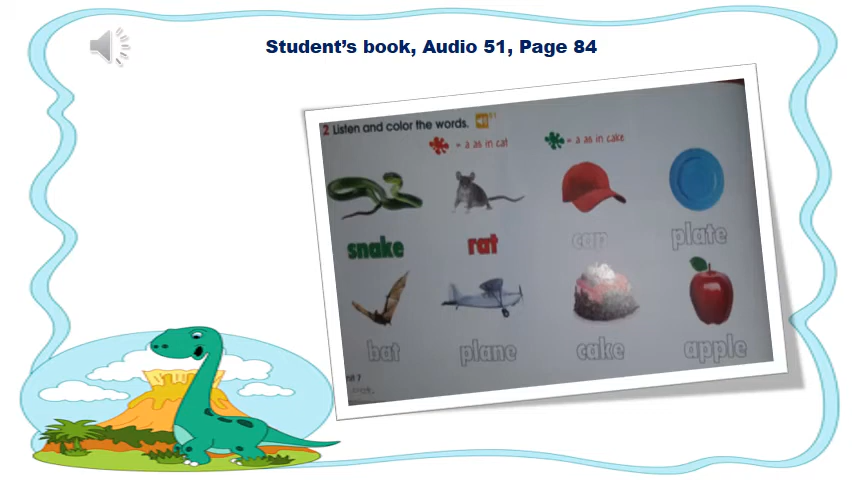 Student's book, Audio 51, Page 84
2 Listen and color the words. 51
= a as in cat
= a as in cake
snake rat cap plate
bat plane cake apple